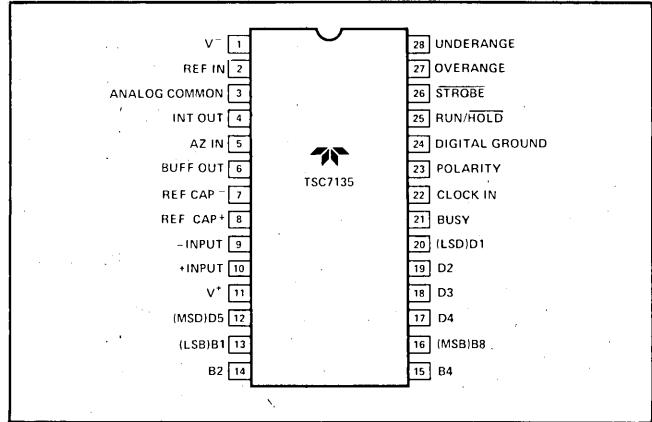 V⁻ 1
REF IN 2
ANALOG COMMON 3
INT OUT 4
AZ IN 5
BUFF OUT 6
REF CAP⁻ 7
REF CAP⁺ 8
−INPUT 9
+INPUT 10
V⁺ 11
(MSD)D5 12
(LSB)B1 13
B2 14
TSC7135
28 UNDERANGE
27 OVERANGE
26 S̅T̅R̅O̅B̅E̅
25 RUN/H̅O̅L̅D̅
24 DIGITAL GROUND
23 POLARITY
22 CLOCK IN
21 BUSY
20 (LSD)D1
19 D2
18 D3
17 D4
16 (MSB)B8
15 B4